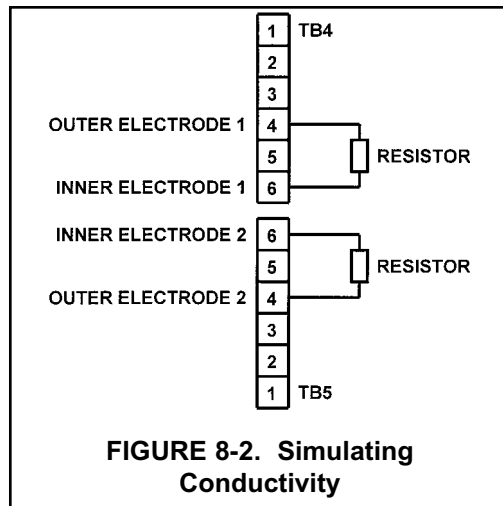 1 TB4
2
3
OUTER ELECTRODE 1 4
5 RESISTOR
INNER ELECTRODE 1 6
INNER ELECTRODE 2 6
5 RESISTOR
OUTER ELECTRODE 2 4
3
2
1 TB5
FIGURE 8-2. Simulating
Conductivity